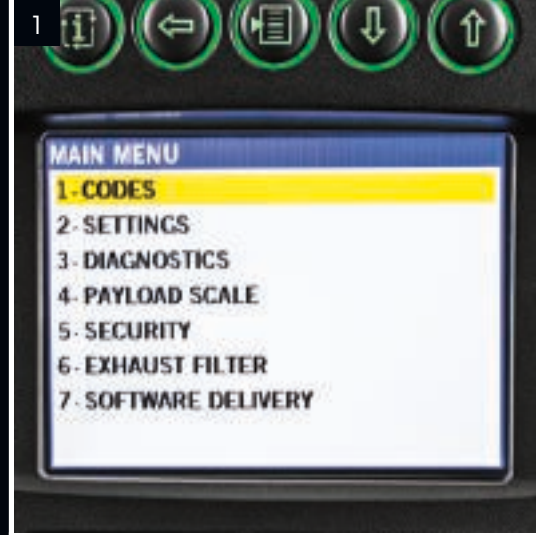 1
MAIN MENU
1-CODES
2-SETTINGS
3-DIAGNOSTICS
4-PAYLOAD SCALE
5-SECURITY
6-EXHAUST FILTER
7-SOFTWARE DELIVERY